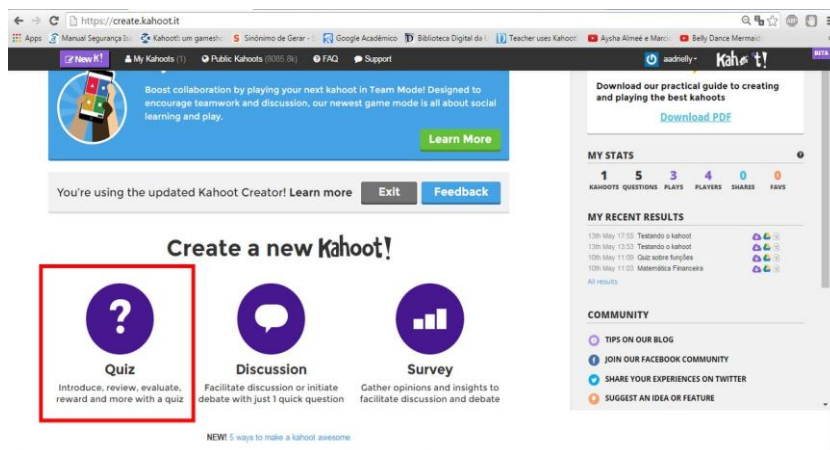 https://create.kahoot.it
Apps Manual Segurança Kahoot!: um gamesho Sinônimo de Gerar - S Google Acadêmico Biblioteca Digital da Teacher uses Kahoot Aysha Almeé e Marci Belly Dance Mermaid
New K! My Kahoots (1) Public Kahoots FAQ Support aadrielly Kahoot! BETA
Boost collaboration by playing your next kahoot in Team Mode! Designed to
encourage teamwork and discussion, our newest game mode is all about social
learning and play.
Learn More
You're using the updated Kahoot Creator! Learn more Exit Feedback
Create a new Kahoot!
?
Quiz
Introduce, review, evaluate,
reward and more with a quiz
Discussion
Facilitate discussion or initiate
debate with just 1 quick question
Survey
Gather opinions and insights to
facilitate discussion and debate
NEW! 5 ways to make a kahoot awesome
Download our practical guide to creating
and playing the best kahoots
Download PDF
MY STATS
1 5 3 4 0 0
KAHOOTS QUESTIONS PLAYS PLAYERS SHARES FAVS
MY RECENT RESULTS
13th May 17:55 Testando o kahoot
13th May 13:53 Testando o kahoot
10th May 11:09 Quiz sobre funções
10th May 11:03 Matemática Financeira
All results
COMMUNITY
TIPS ON OUR BLOG
JOIN OUR FACEBOOK COMMUNITY
SHARE YOUR EXPERIENCES ON TWITTER
SUGGEST AN IDEA OR FEATURE